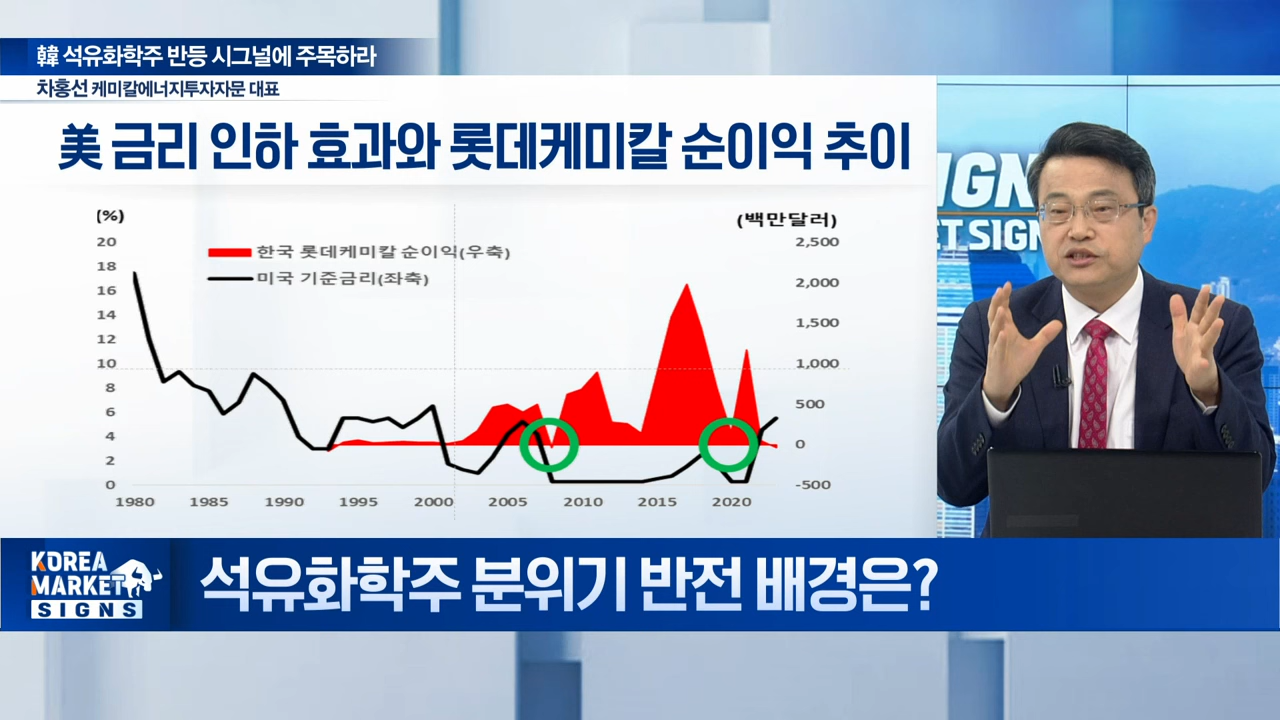 韓 석유화학주 반등 시그널에 주목하라
차홍선 케미칼에너지투자자문 대표
美 금리 인하 효과와 롯데케미칼 순이익 추이
(%)
(백만달러)
한국 롯데케미칼 순이익(우축)
미국 기준금리(좌축)
20
18
16
14
12
10
8
6
4
2
0
2,500
2,000
1,500
1,000
500
0
-500
1980 1985 1990 1995 2000 2005 2010 2015 2020
IGN
ET SIGN
KOREA
MARKET
SIGNS
석유화학주 분위기 반전 배경은?